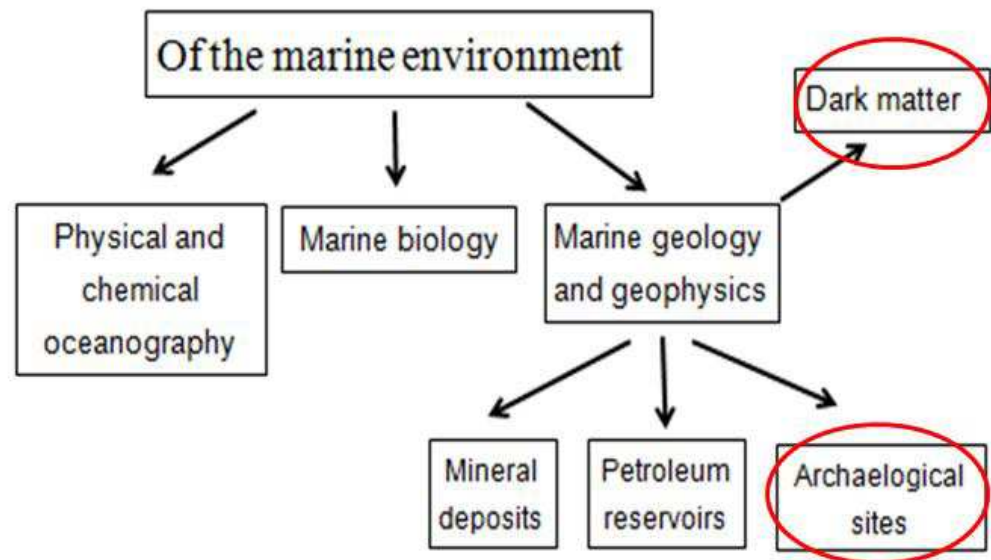 Of the marine environment
Dark matter
Physical and
chemical
oceanography
Marine biology
Marine geology
and geophysics
Mineral
deposits
Petroleum
reservoirs
Archaelogical
sites